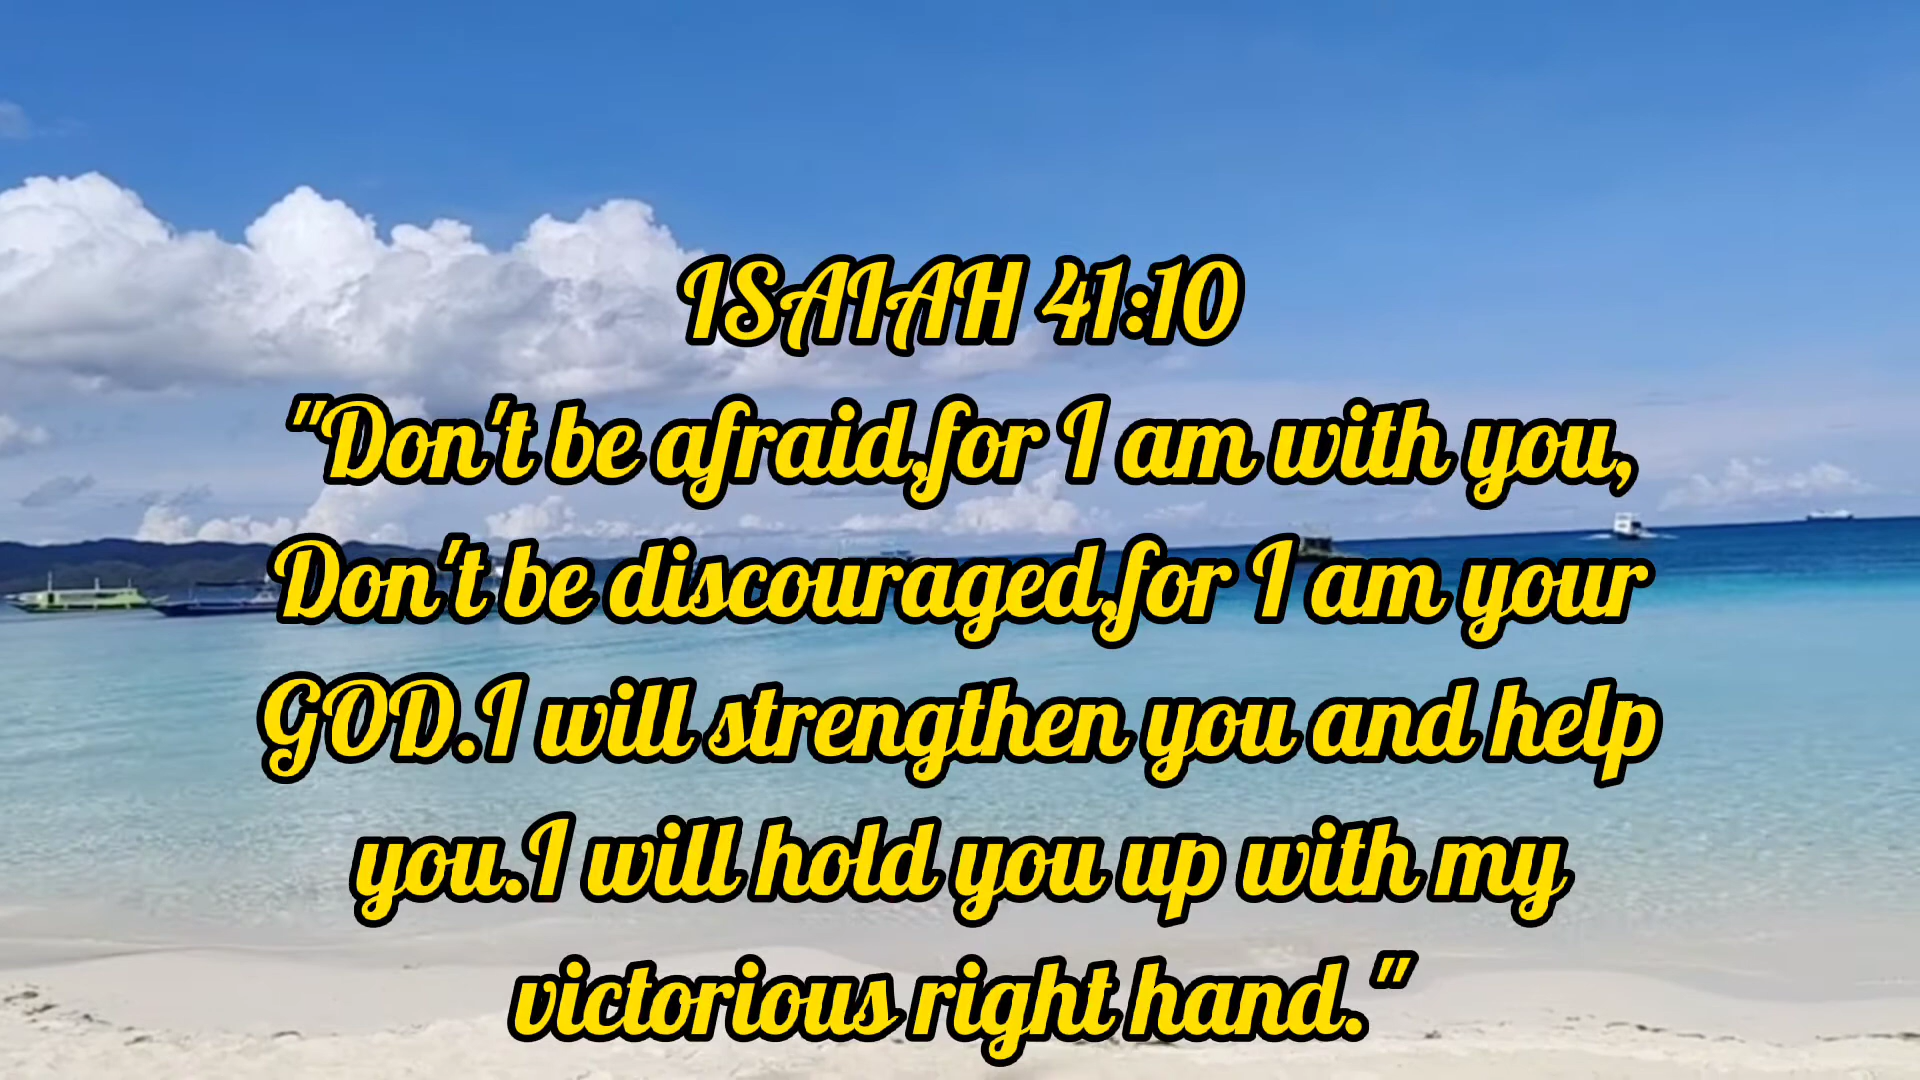 ISAIAH 41:10
"Don't be afraid,for I am with you,
Don't be discouraged,for I am your
GOD.I will strengthen you and help
you.I will hold you up with my
victorious right hand."